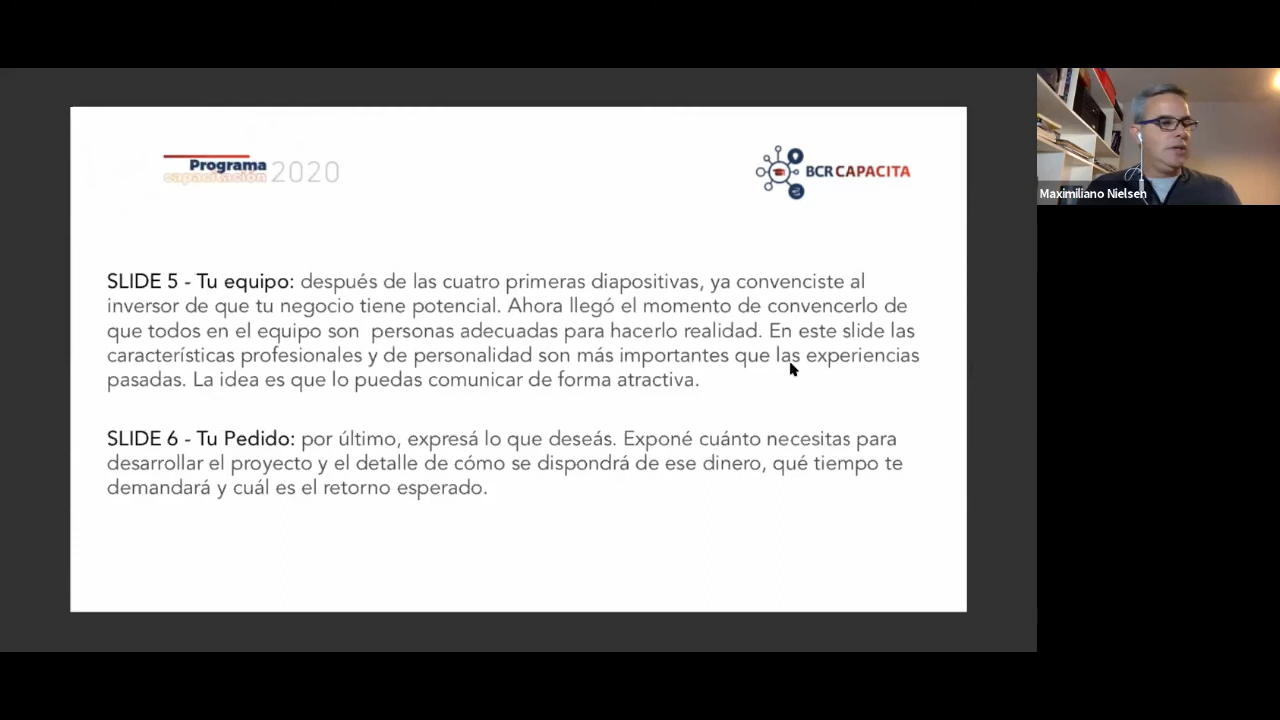 Programa
capacitación 2020
BCR CAPACITA
SLIDE 5 - Tu equipo: después de las cuatro primeras diapositivas, ya convenciste al
inversor de que tu negocio tiene potencial. Ahora llegó el momento de convencerlo de
que todos en el equipo son personas adecuadas para hacerlo realidad. En este slide las
características profesionales y de personalidad son más importantes que las experiencias
pasadas. La idea es que lo puedas comunicar de forma atractiva.
SLIDE 6 - Tu Pedido: por último, expresá lo que deseás. Exponé cuánto necesitas para
desarrollar el proyecto y el detalle de cómo se dispondrá de ese dinero, qué tiempo te
demandará y cuál es el retorno esperado.
Maximiliano Nielsen